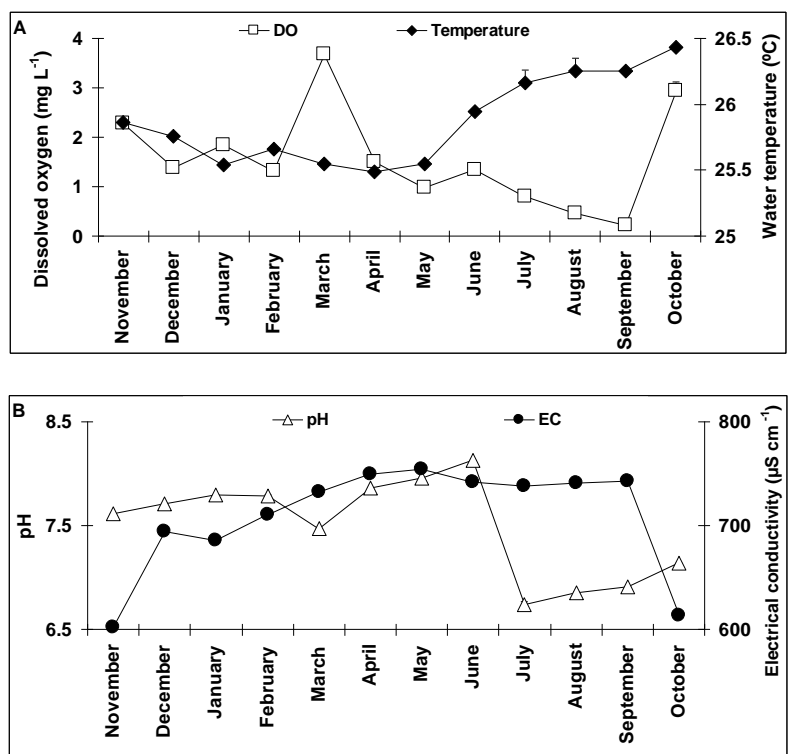 A
DO
Temperature
4
3
2
1
0
26.5
26
25.5
25
Dissolved oxygen (mg L⁻¹)
Water temperature (ºC)
November
December
January
February
March
April
May
June
July
August
September
October
B
pH
EC
8.5
7.5
6.5
800
700
600
pH
Electrical conductivity (µS cm⁻¹)
November
December
January
February
March
April
May
June
July
August
September
October